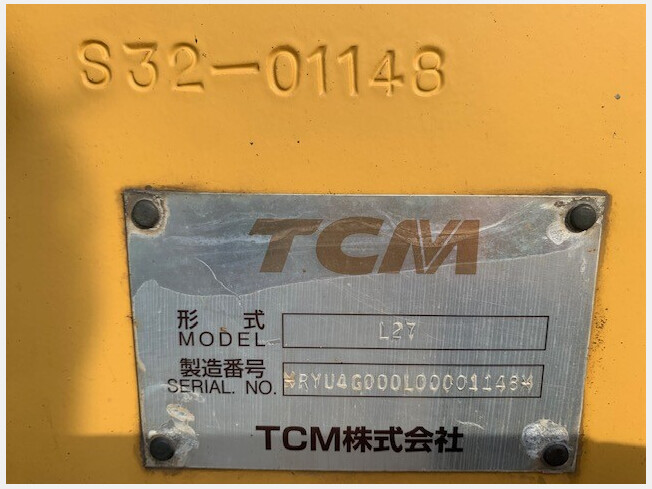 S32-01148
TCM
形式 L27
MODEL
製造番号 *RYU4G000L00001148*
SERIAL. NO.
TCM株式会社